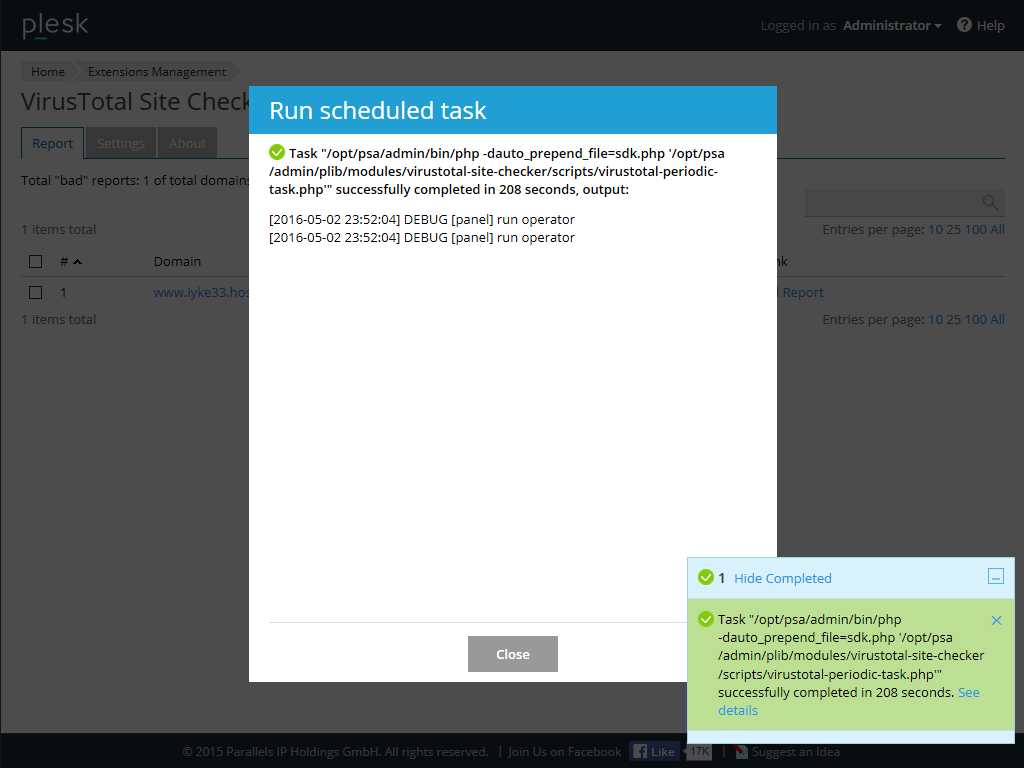 plesk
Logged in as Administrator Help
Home Extensions Management
VirusTotal Site Check
Run scheduled task
Report Settings About
Task "/opt/psa/admin/bin/php -dauto_prepend_file=sdk.php '/opt/psa
/admin/plib/modules/virustotal-site-checker/scripts/virustotal-periodic-
task.php'" successfully completed in 208 seconds, output:
Total "bad" reports: 1 of total domains
[2016-05-02 23:52:04] DEBUG [panel] run operator
[2016-05-02 23:52:04] DEBUG [panel] run operator
1 items total Entries per page: 10 25 100 All
# Domain nk
1 www.iyke33.hos Report
1 items total Entries per page: 10 25 100 All
Close
1 Hide Completed
Task "/opt/psa/admin/bin/php
-dauto_prepend_file=sdk.php '/opt/psa
/admin/plib/modules/virustotal-site-checker
/scripts/virustotal-periodic-task.php'"
successfully completed in 208 seconds. See
details
© 2015 Parallels IP Holdings GmbH. All rights reserved. | Join Us on Facebook Like 17K | Suggest an Idea